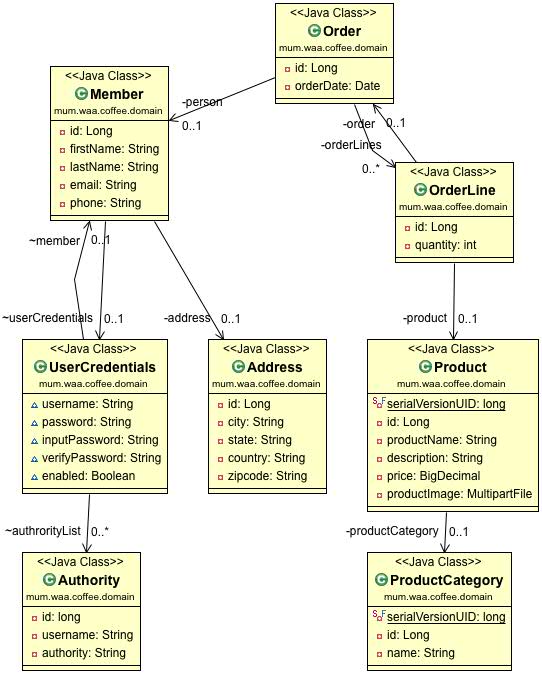 <<Java Class>>
Order
mum.waa.coffee.domain
id: Long
orderDate: Date
<<Java Class>>
Member
mum.waa.coffee.domain
id: Long
firstName: String
lastName: String
email: String
phone: String
-person
0..1
-order
0..1
-orderLines
0..*
<<Java Class>>
OrderLine
mum.waa.coffee.domain
id: Long
quantity: int
~member
0..1
~userCredentials
0..1
-address
0..1
-product
0..1
<<Java Class>>
UserCredentials
mum.waa.coffee.domain
username: String
password: String
inputPassword: String
verifyPassword: String
enabled: Boolean
<<Java Class>>
Address
mum.waa.coffee.domain
id: Long
city: String
state: String
country: String
zipcode: String
<<Java Class>>
Product
mum.waa.coffee.domain
serialVersionUID: long
id: Long
productName: String
description: String
price: BigDecimal
productImage: MultipartFile
~authrorityList
0..*
-productCategory
0..1
<<Java Class>>
Authority
mum.waa.coffee.domain
id: long
username: String
authority: String
<<Java Class>>
ProductCategory
mum.waa.coffee.domain
serialVersionUID: long
id: Long
name: String